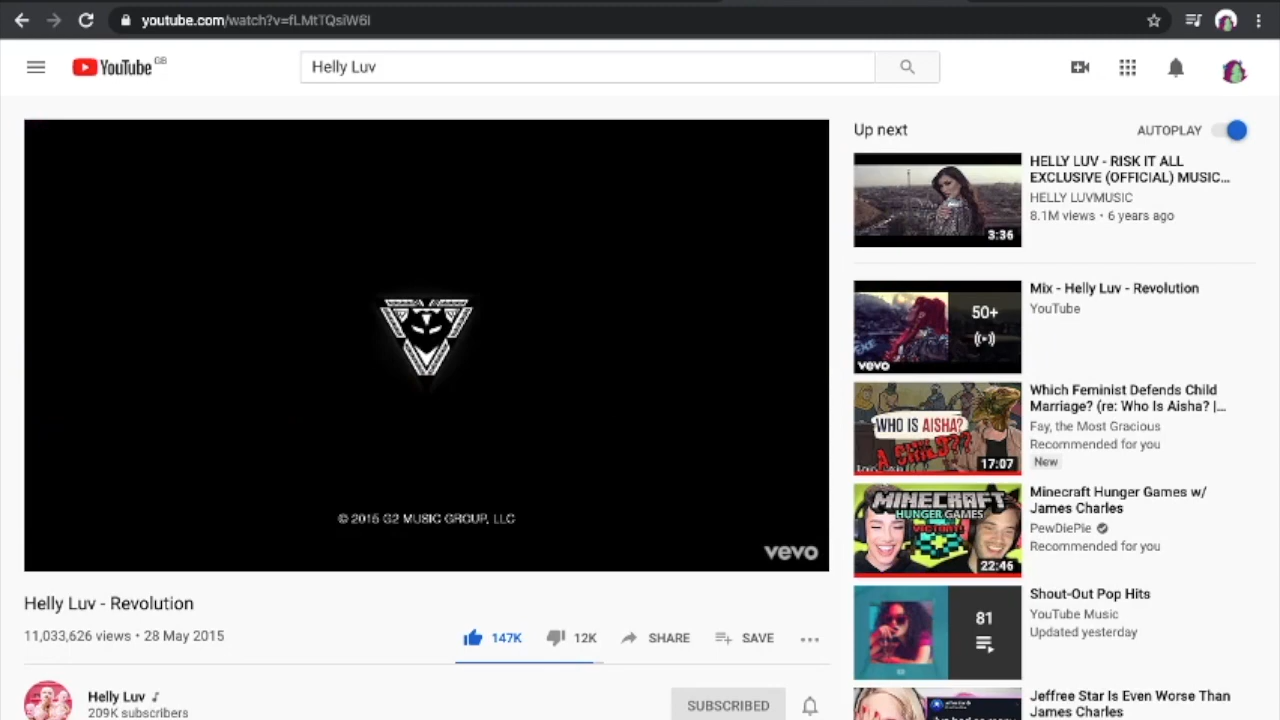 youtube.com/watch?v=fLMtTQsiW6I
YouTube GB
Helly Luv
© 2015 G2 MUSIC GROUP, LLC
vevo
Helly Luv - Revolution
11,033,626 views • 28 May 2015
147K
12K
SHARE
SAVE
Helly Luv
209K subscribers
SUBSCRIBED
Up next
AUTOPLAY
3:36
HELLY LUV - RISK IT ALL
EXCLUSIVE (OFFICIAL) MUSIC...
HELLY LUVMUSIC
8.1M views • 6 years ago
50+
vevo
Mix - Helly Luv - Revolution
YouTube
WHO IS AISHA?
A CHILD??
17:07
Which Feminist Defends Child
Marriage? (re: Who Is Aisha? |...
Fay, the Most Gracious
Recommended for you
New
MINECRAFT
HUNGER GAMES
VICTORY!
22:46
Minecraft Hunger Games w/
James Charles
PewDiePie
Recommended for you
81
Shout-Out Pop Hits
YouTube Music
Updated yesterday
Jeffree Star Is Even Worse Than
James Charles